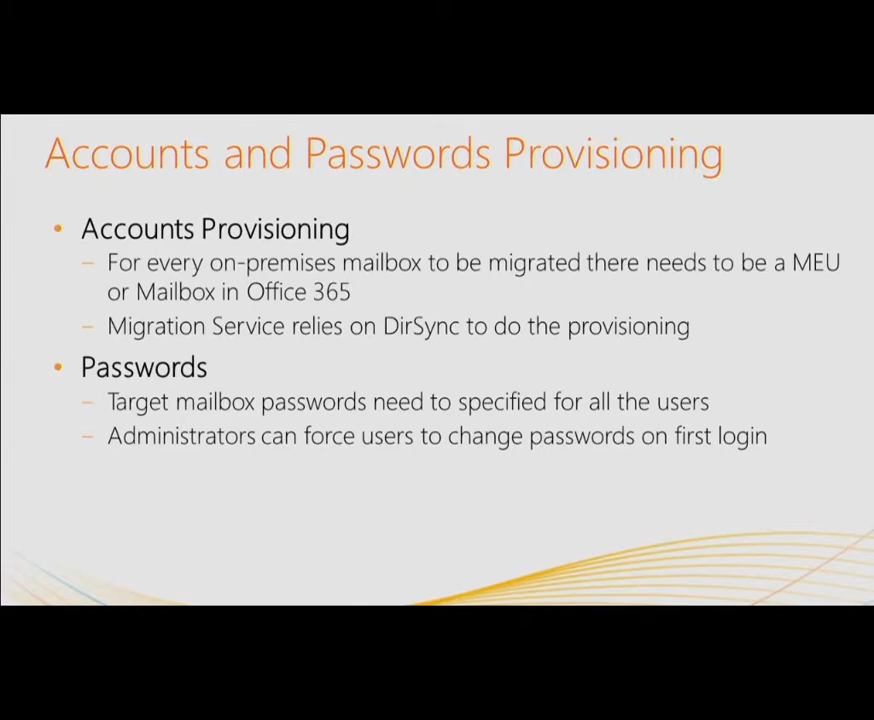 Accounts and Passwords Provisioning
• Accounts Provisioning
– For every on-premises mailbox to be migrated there needs to be a MEU
or Mailbox in Office 365
– Migration Service relies on DirSync to do the provisioning
• Passwords
– Target mailbox passwords need to specified for all the users
– Administrators can force users to change passwords on first login